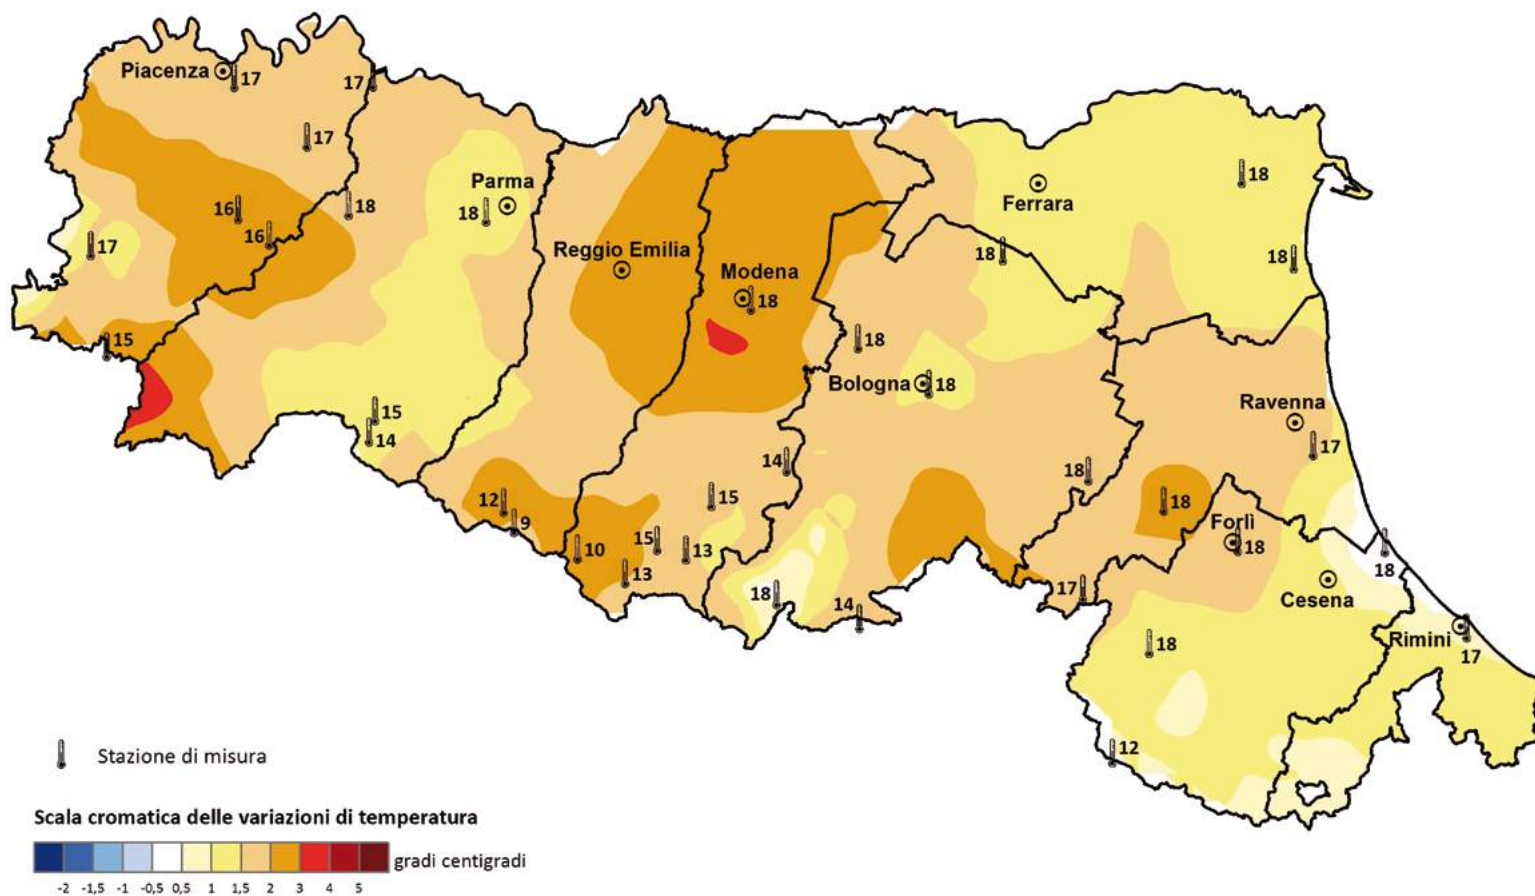 Piacenza
17
17
17
Parma
18
18
16
16
17
15
15
14
Reggio Emilia
Modena
18
Ferrara
18
18
18
18
Bologna
18
Ravenna
17
14
18
15
12
9
18
10
15
13
13
Forlì
18
18
18
14
17
Cesena
Rimini
17
18
12
Stazione di misura
Scala cromatica delle variazioni di temperatura
gradi centigradi
-2 -1,5 -1 -0,5 0,5 1 1,5 2 3 4 5